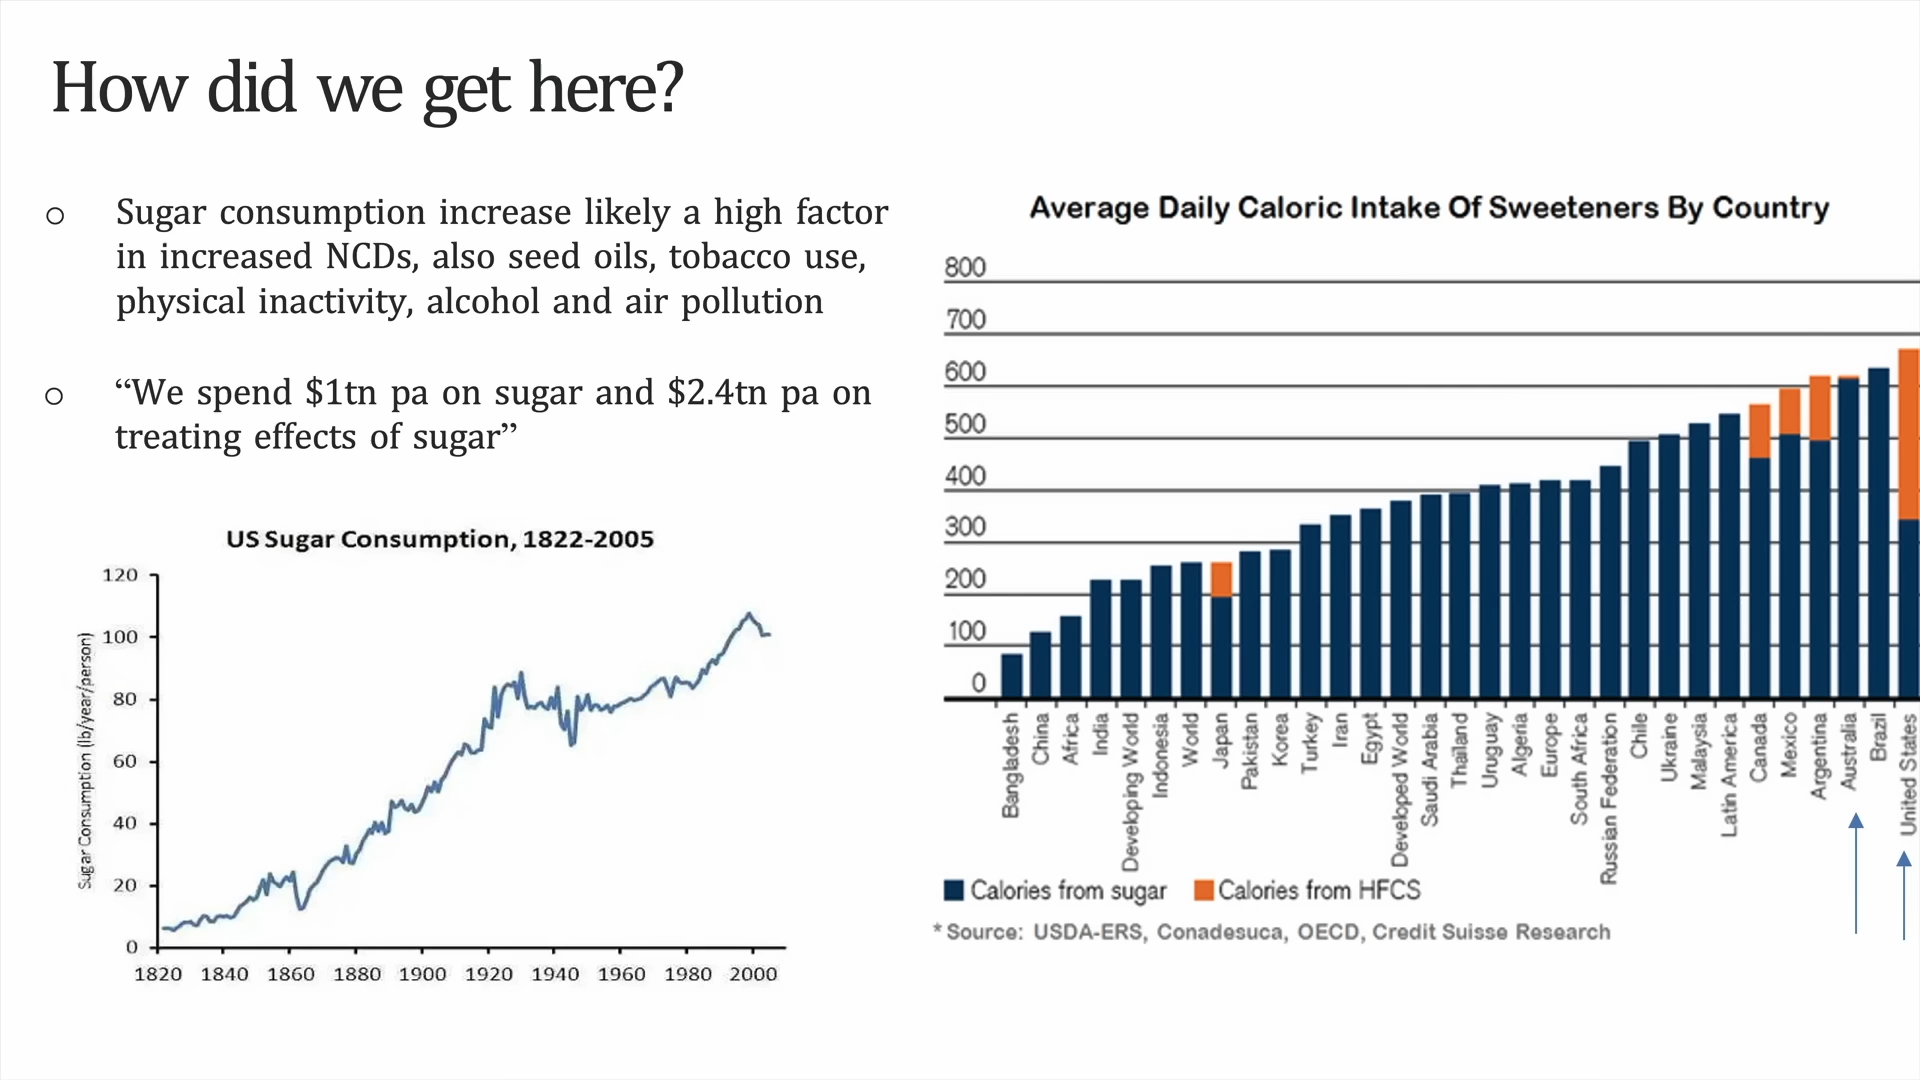 How did we get here?
o Sugar consumption increase likely a high factor
in increased NCDs, also seed oils, tobacco use,
physical inactivity, alcohol and air pollution
o “We spend $1tn pa on sugar and $2.4tn pa on
treating effects of sugar”
US Sugar Consumption, 1822-2005
Sugar Consumption (lb/year/person)
120
100
80
60
40
20
0
1820 1840 1860 1880 1900 1920 1940 1960 1980 2000
Average Daily Caloric Intake Of Sweeteners By Country
800
700
600
500
400
300
200
100
0
Bangladesh
China
Africa
India
Developing World
Indonesia
World
Japan
Pakistan
Korea
Turkey
Iran
Egypt
Developed World
Saudi Arabia
Thailand
Uruguay
Algeria
Europe
South Africa
Russian Federation
Chile
Ukraine
Malaysia
Latin America
Canada
Mexico
Argentina
Australia
Brazil
United States
Calories from sugar Calories from HFCS
* Source: USDA-ERS, Conadesuca, OECD, Credit Suisse Research